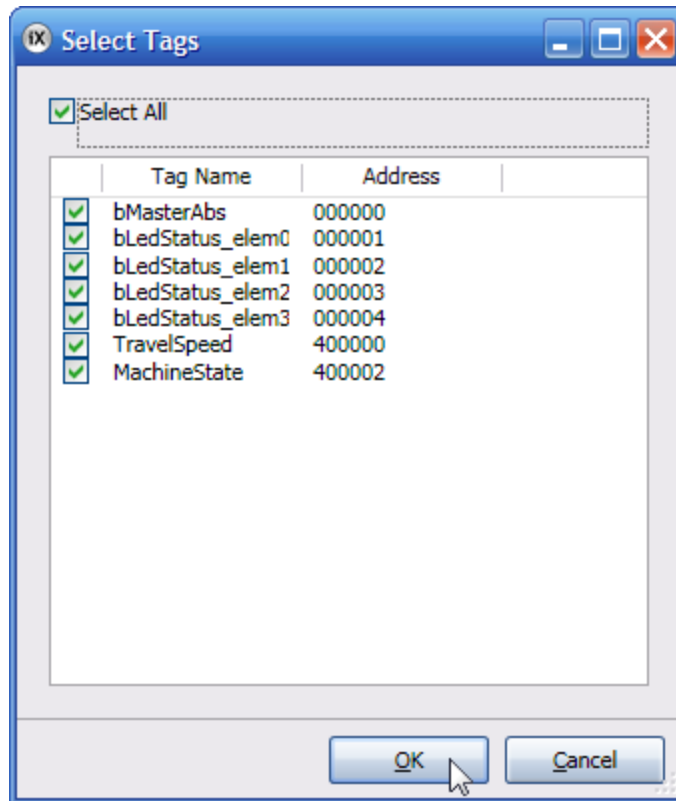 iX Select Tags
Select All
Tag Name Address
bMasterAbs 000000
bLedStatus_elem0 000001
bLedStatus_elem1 000002
bLedStatus_elem2 000003
bLedStatus_elem3 000004
TravelSpeed 400000
MachineState 400002
OK Cancel